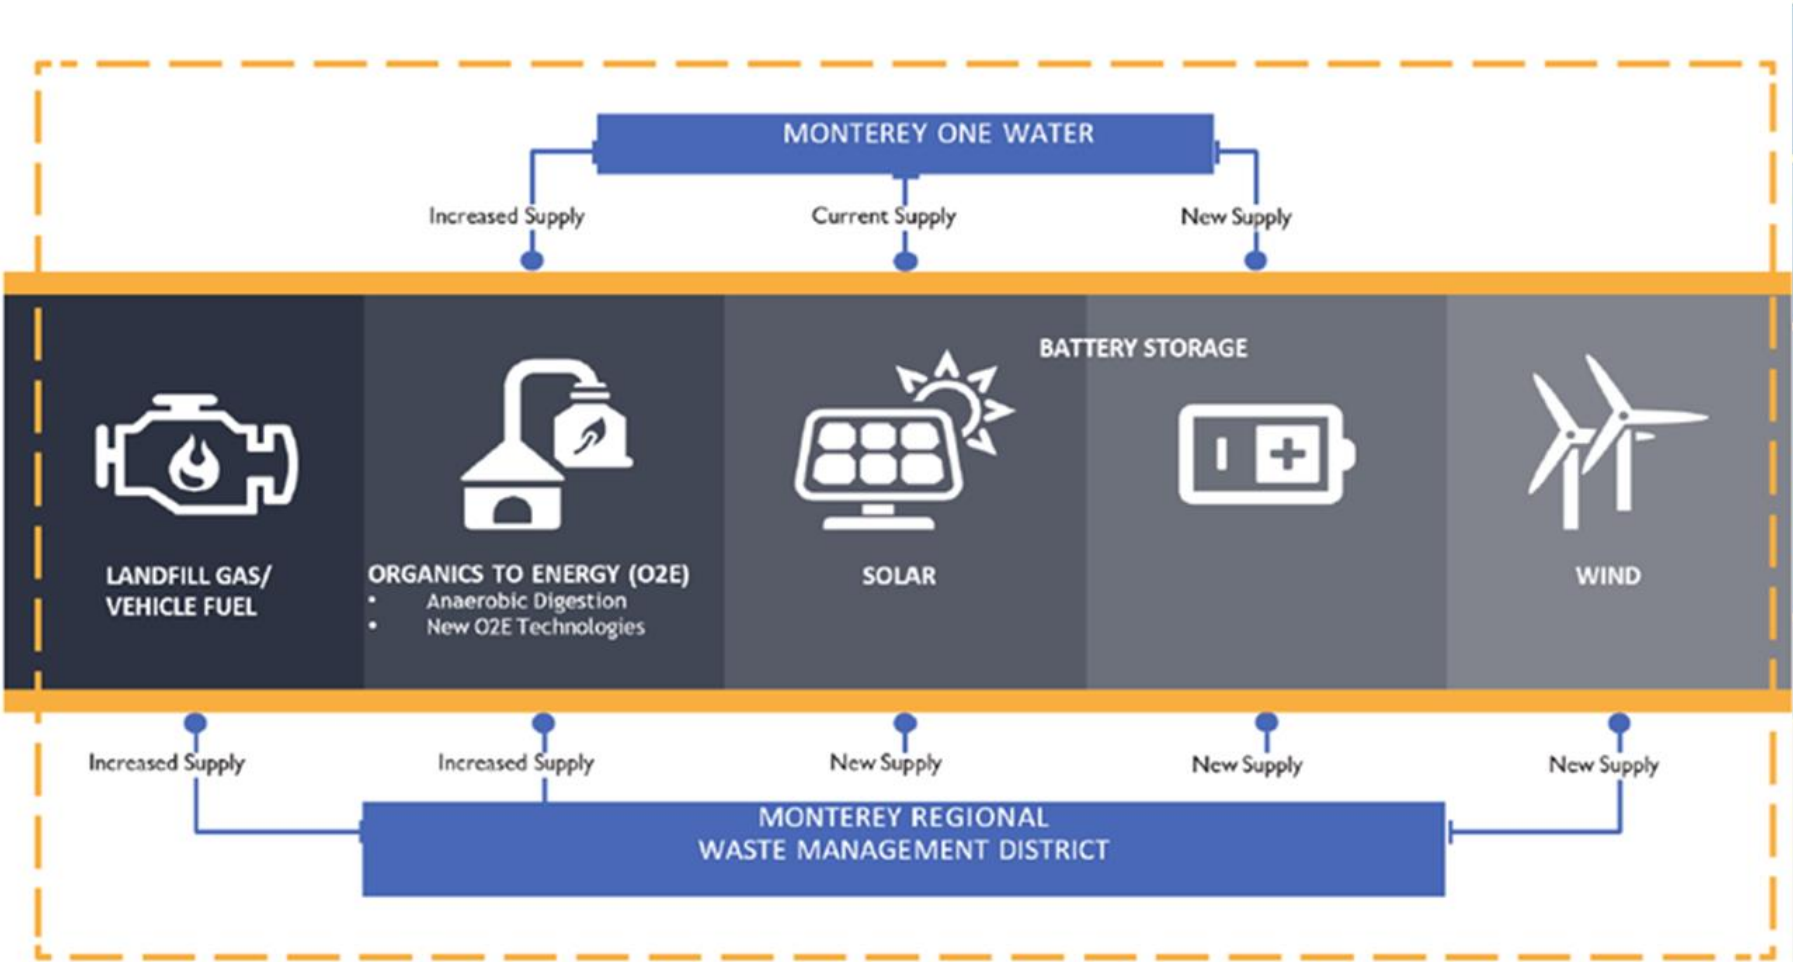 MONTEREY ONE WATER
Increased Supply
Current Supply
New Supply
BATTERY STORAGE
LANDFILL GAS/
VEHICLE FUEL
ORGANICS TO ENERGY (O2E)
• Anaerobic Digestion
• New O2E Technologies
SOLAR
WIND
Increased Supply
Increased Supply
New Supply
New Supply
New Supply
MONTEREY REGIONAL
WASTE MANAGEMENT DISTRICT